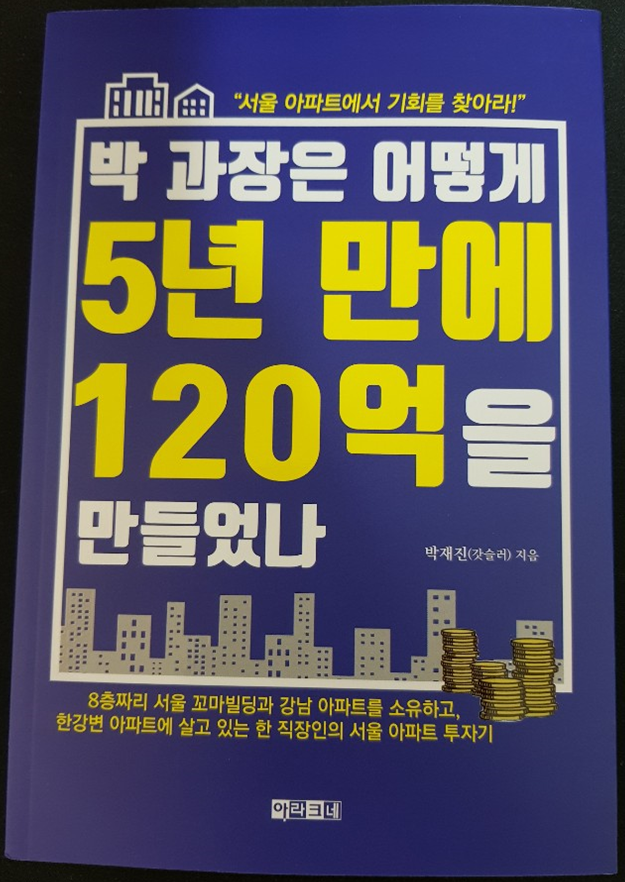 “서울 아파트에서 기회를 찾아라!”
박 과장은 어떻게
5년 만에
120억을
만들었나
박재진(갓슬러) 지음
8층짜리 서울 꼬마빌딩과 강남 아파트를 소유하고,
한강변 아파트에 살고 있는 한 직장인의 서울 아파트 투자기
아라크네